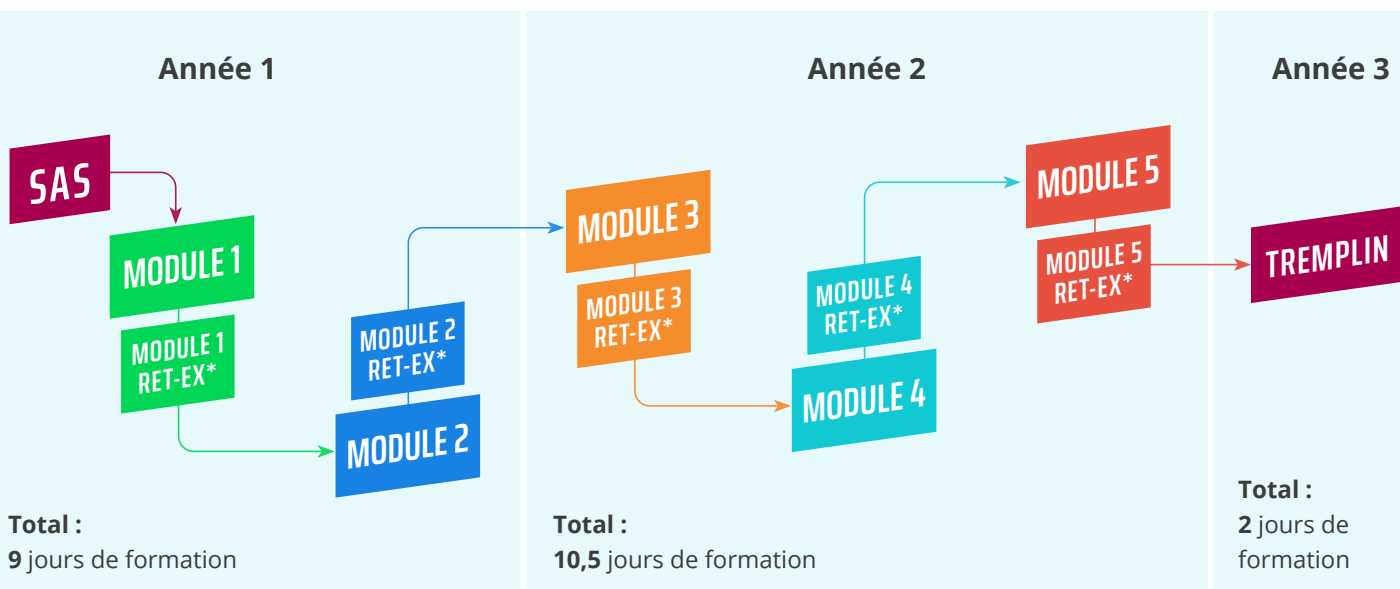 Année 1
SAS
MODULE 1
MODULE 1
RET-EX*
MODULE 2
RET-EX*
MODULE 2
Total :
9 jours de formation
Année 2
MODULE 3
MODULE 3
RET-EX*
MODULE 4
RET-EX*
MODULE 4
MODULE 5
MODULE 5
RET-EX*
Total :
10,5 jours de formation
Année 3
TREMPLIN
Total :
2 jours de
formation